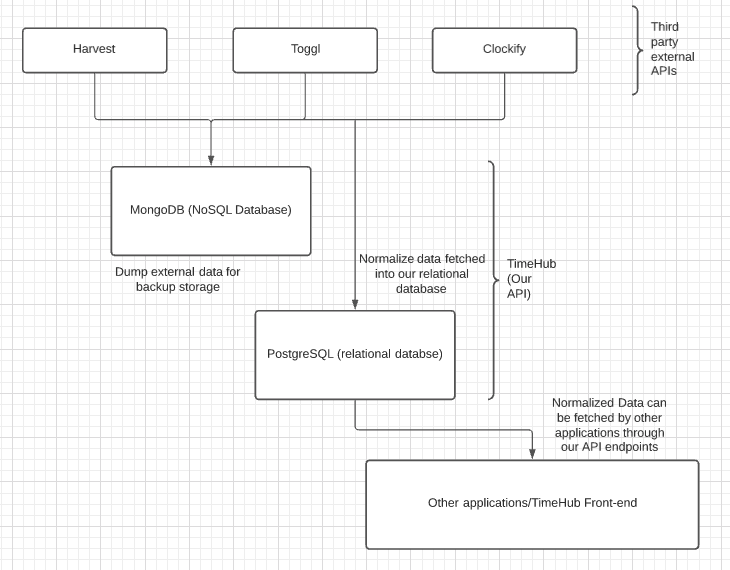 Harvest
Toggl
Clockify
Third
party
external
APIs
MongoDB (NoSQL Database)
Dump external data for
backup storage
Normalize data fetched
into our relational
database
TimeHub
(Our
API)
PostgreSQL (relational databse)
Normalized Data can
be fetched by other
applications through
our API endpoints
Other applications/TimeHub Front-end